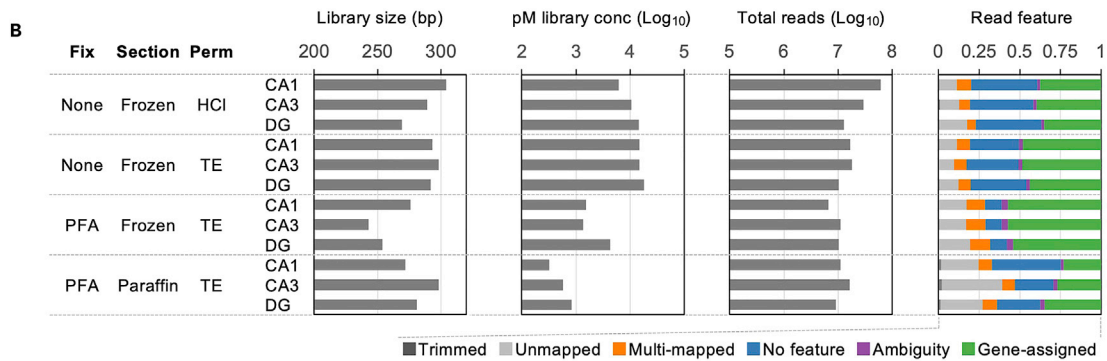 B
Library size (bp) pM library conc (Log10) Total reads (Log10) Read feature
Fix Section Perm 200 250 300 2 3 4 5 5 6 7 8 0 0.25 0.5 0.75 1
CA1
None Frozen HCl CA3
DG
CA1
None Frozen TE CA3
DG
CA1
PFA Frozen TE CA3
DG
CA1
PFA Paraffin TE CA3
DG
Trimmed Unmapped Multi-mapped No feature Ambiguity Gene-assigned